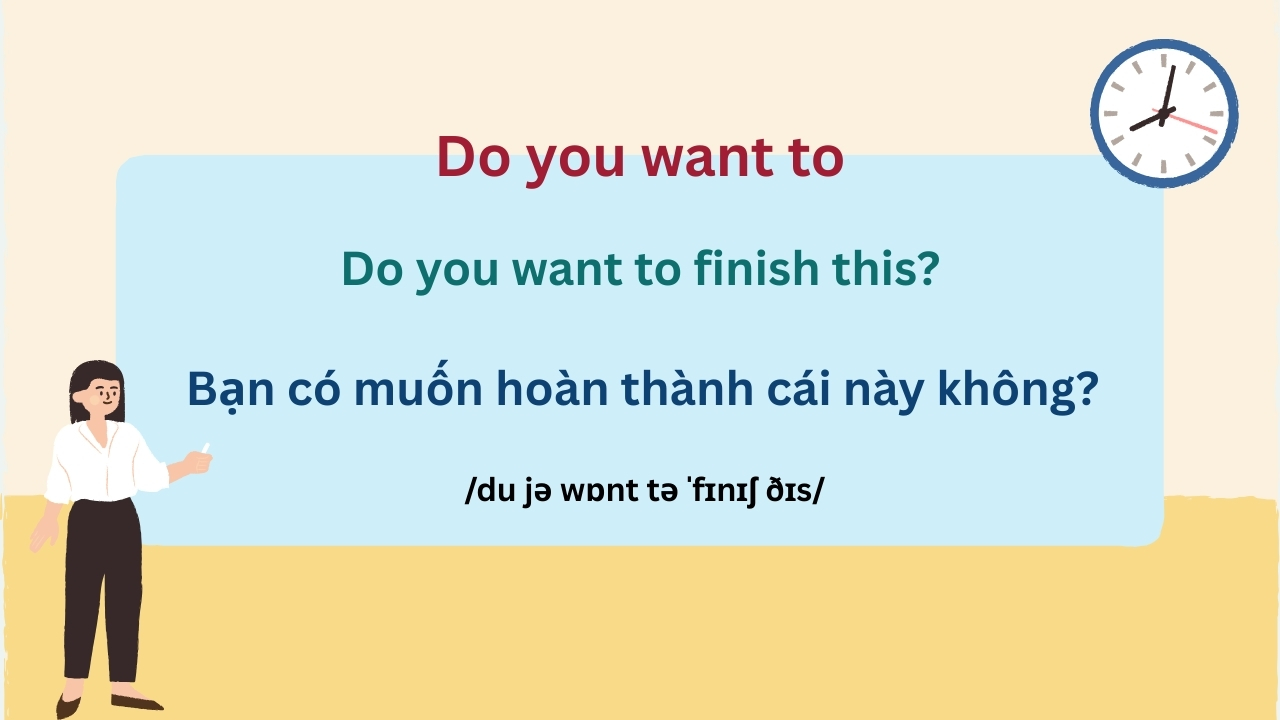 Do you want to
Do you want to finish this?
Bạn có muốn hoàn thành cái này không?
/du jə wɒnt tə ˈfɪnɪʃ ðɪs/